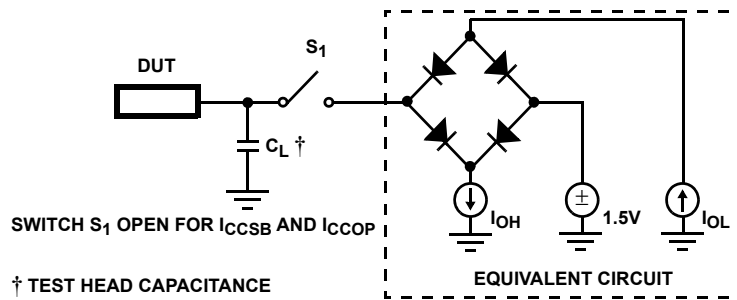 S1
DUT
CL †
IOH
±
1.5V
IOL
SWITCH S1 OPEN FOR ICCSB AND ICCOP
† TEST HEAD CAPACITANCE
EQUIVALENT CIRCUIT